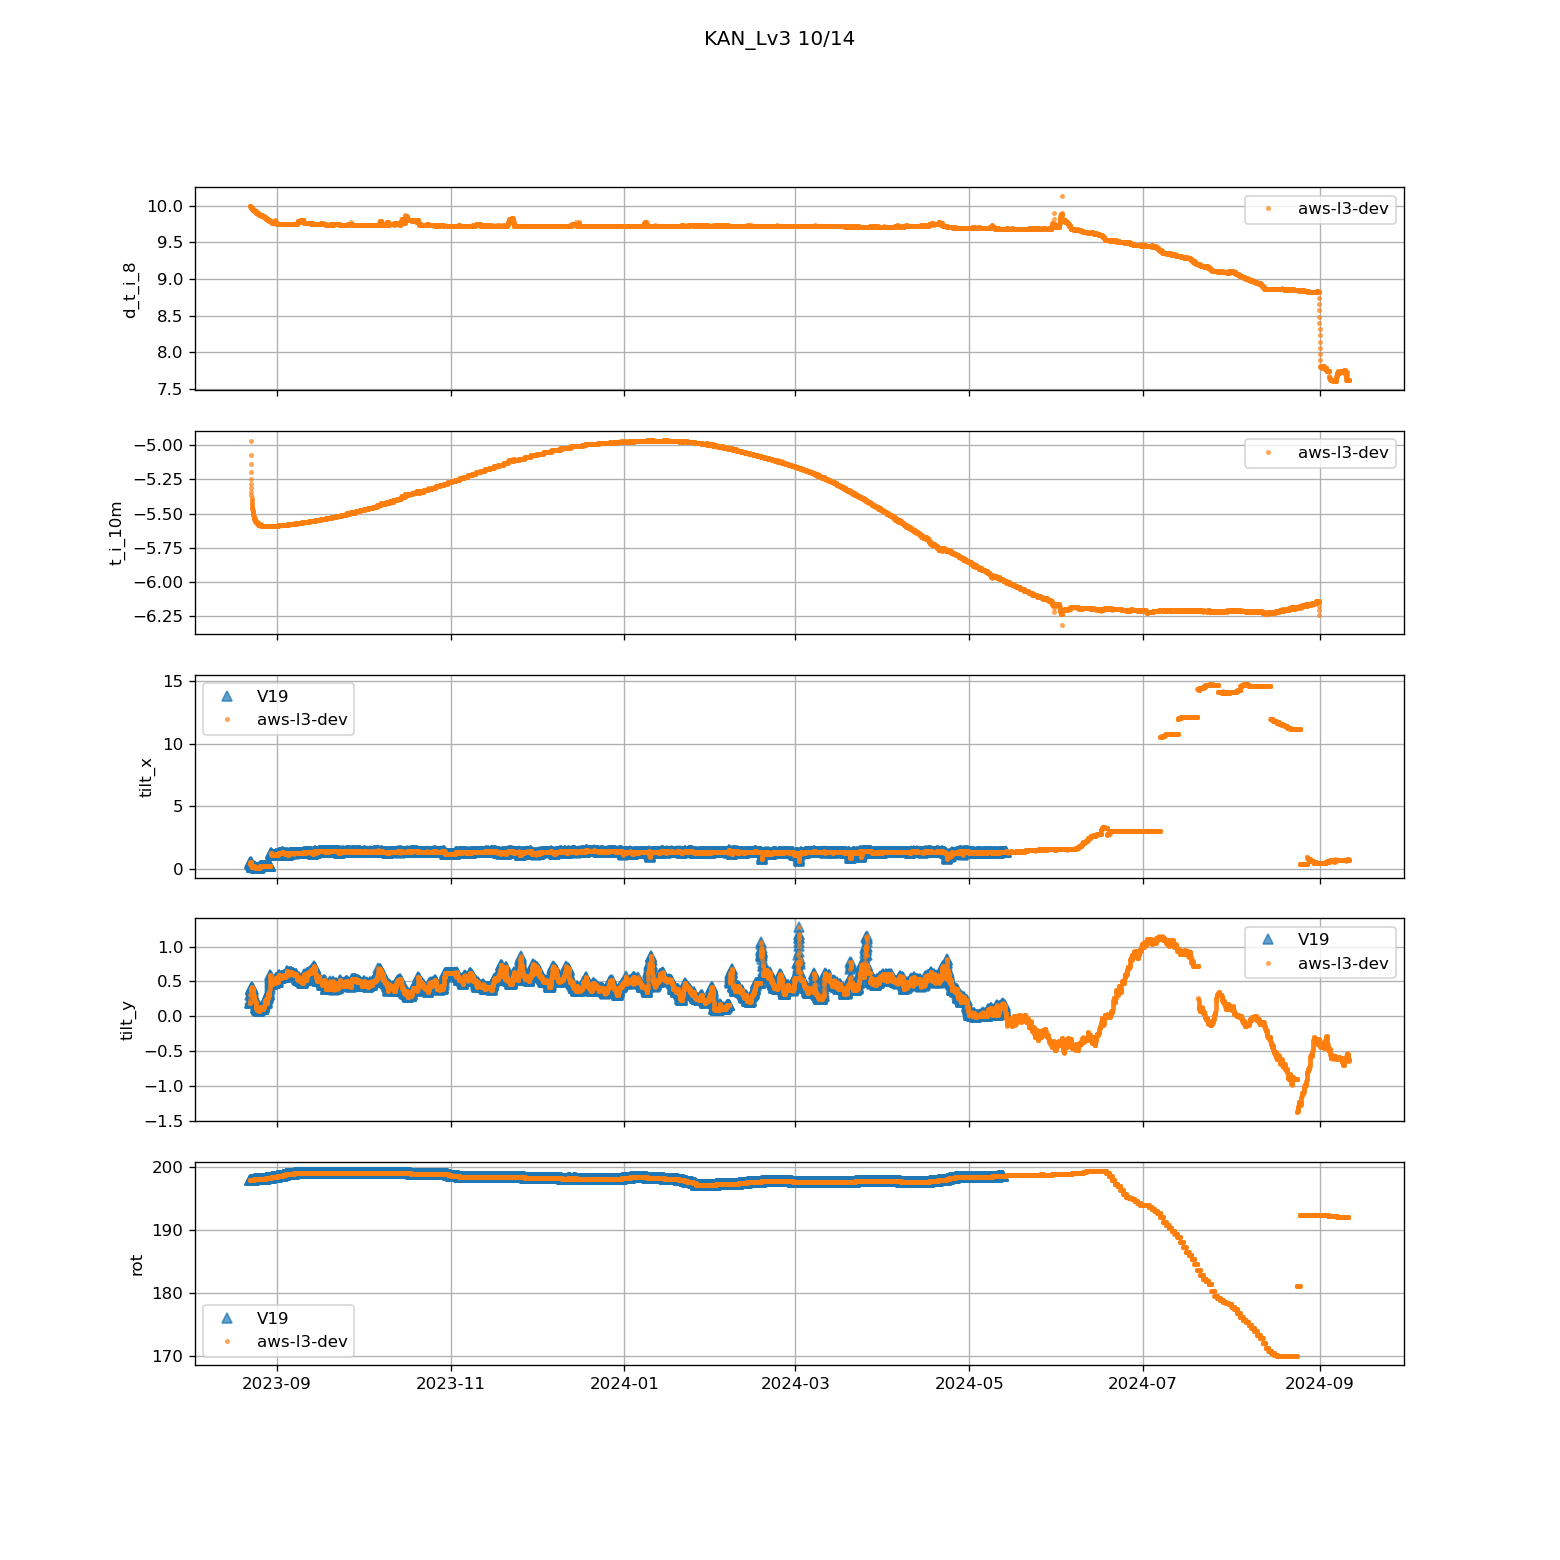 KAN_Lv3 10/14
10.0
9.5
9.0
8.5
8.0
7.5
d_t_i_8
aws-l3-dev
−5.00
−5.25
−5.50
−5.75
−6.00
−6.25
t_i_10m
aws-l3-dev
15
10
5
0
tilt_x
V19
aws-l3-dev
1.0
0.5
0.0
−0.5
−1.0
−1.5
tilt_y
V19
aws-l3-dev
200
190
180
170
rot
V19
aws-l3-dev
2023-09 2023-11 2024-01 2024-03 2024-05 2024-07 2024-09